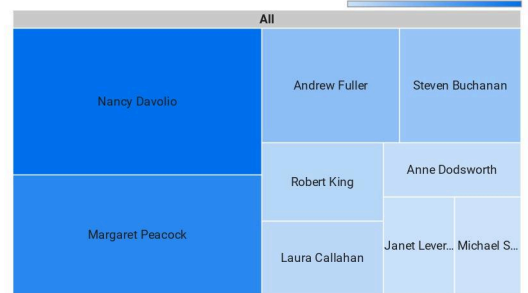 All
Nancy Davolio
Andrew Fuller
Steven Buchanan
Margaret Peacock
Robert King
Anne Dodsworth
Laura Callahan
Janet Lever...
Michael S...